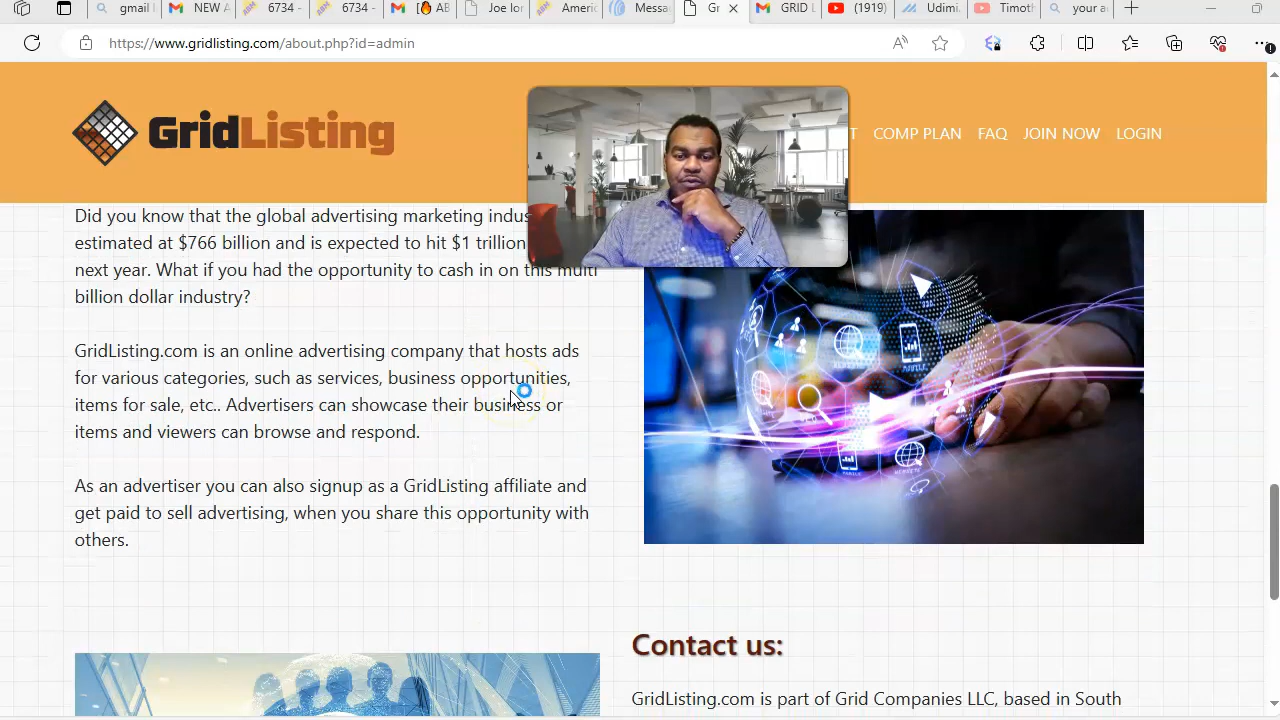 gmail
NEW A
6734 -
6734 -
[🔥 AB
Joe lor
Ameri
Messa
Gr
GRID L
(1919)
Udimi
Timoth
your a
https://www.gridlisting.com/about.php?id=admin
GridListing
COMP PLAN
FAQ
JOIN NOW
LOGIN
Did you know that the global advertising marketing
estimated at $766 billion and is expected to hit $1 trillion
next year. What if you had the opportunity to cash in on this multi
billion dollar industry?
GridListing.com is an online advertising company that hosts ads
for various categories, such as services, business opportunities,
items for sale, etc.. Advertisers can showcase their business or
items and viewers can browse and respond.
As an advertiser you can also signup as a GridListing affiliate and
get paid to sell advertising, when you share this opportunity with
others.
Contact us:
GridListing.com is part of Grid Companies LLC, based in South